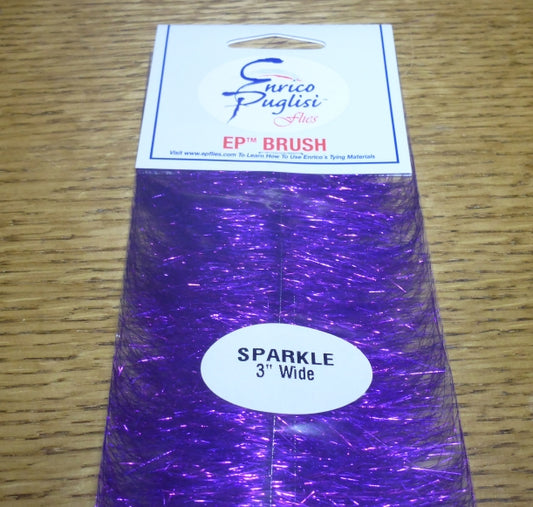 Enrico
Puglisi™
Flies
EP™ BRUSH
Visit www.epflies.com To Learn How To Use Enrico's Tying Materials
SPARKLE
3" Wide